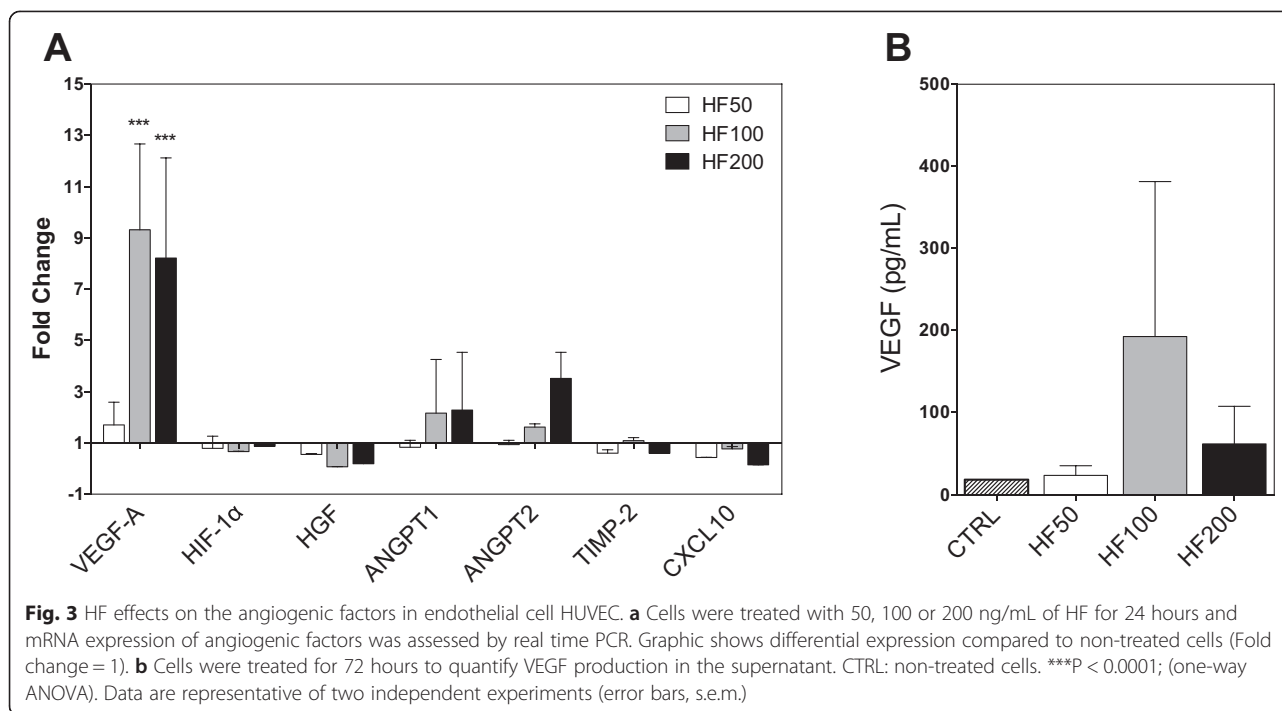 A
B
15
13
11
9
7
5
3
1
-1
Fold Change
*** ***
HF50
HF100
HF200
VEGF-A HIF-1α HGF ANGPT1 ANGPT2 TIMP-2 CXCL10
500
400
300
200
100
0
VEGF (pg/mL)
CTRL HF50 HF100 HF200
Fig. 3 HF effects on the angiogenic factors in endothelial cell HUVEC. a Cells were treated with 50, 100 or 200 ng/mL of HF for 24 hours and
mRNA expression of angiogenic factors was assessed by real time PCR. Graphic shows differential expression compared to non-treated cells (Fold
change = 1). b Cells were treated for 72 hours to quantify VEGF production in the supernatant. CTRL: non-treated cells. ***P < 0.0001; (one-way
ANOVA). Data are representative of two independent experiments (error bars, s.e.m.)